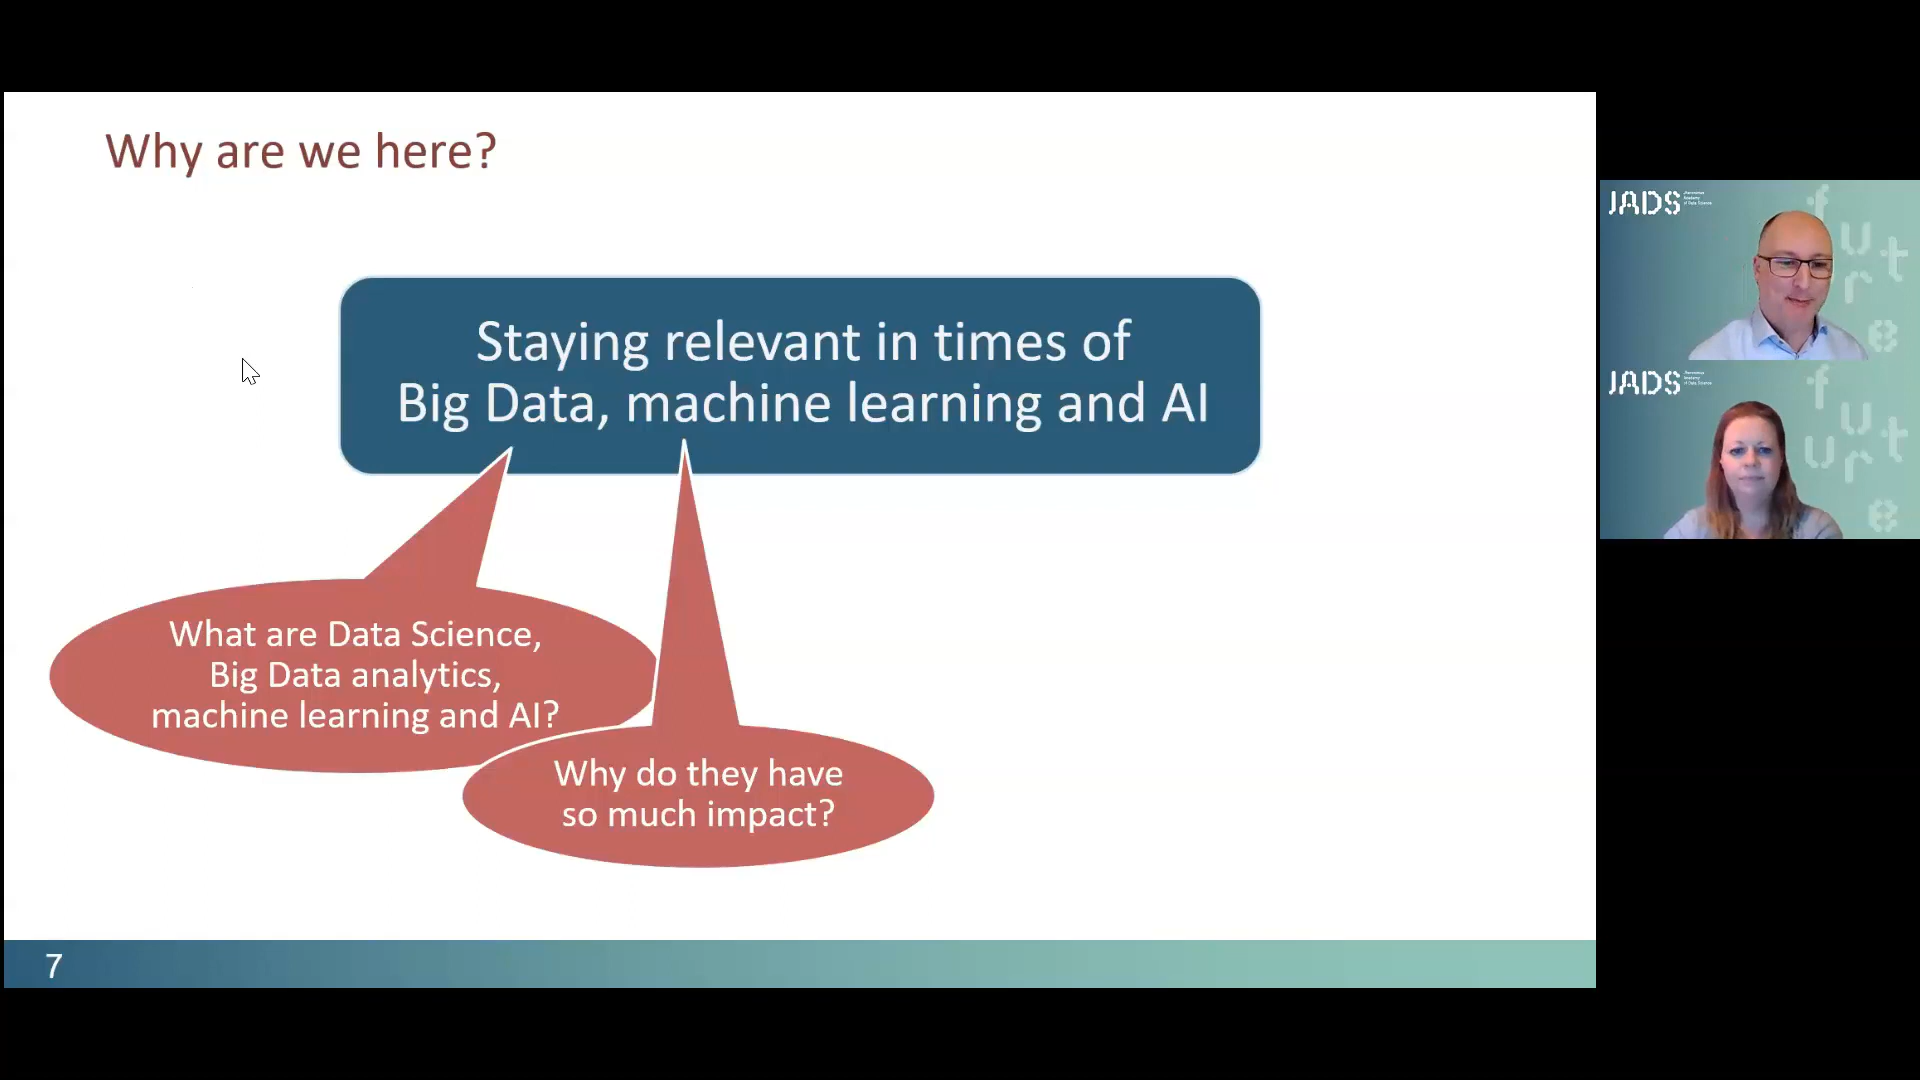 Why are we here?
Staying relevant in times of
Big Data, machine learning and AI
What are Data Science,
Big Data analytics,
machine learning and AI?
Why do they have
so much impact?
7
JADS
JADS